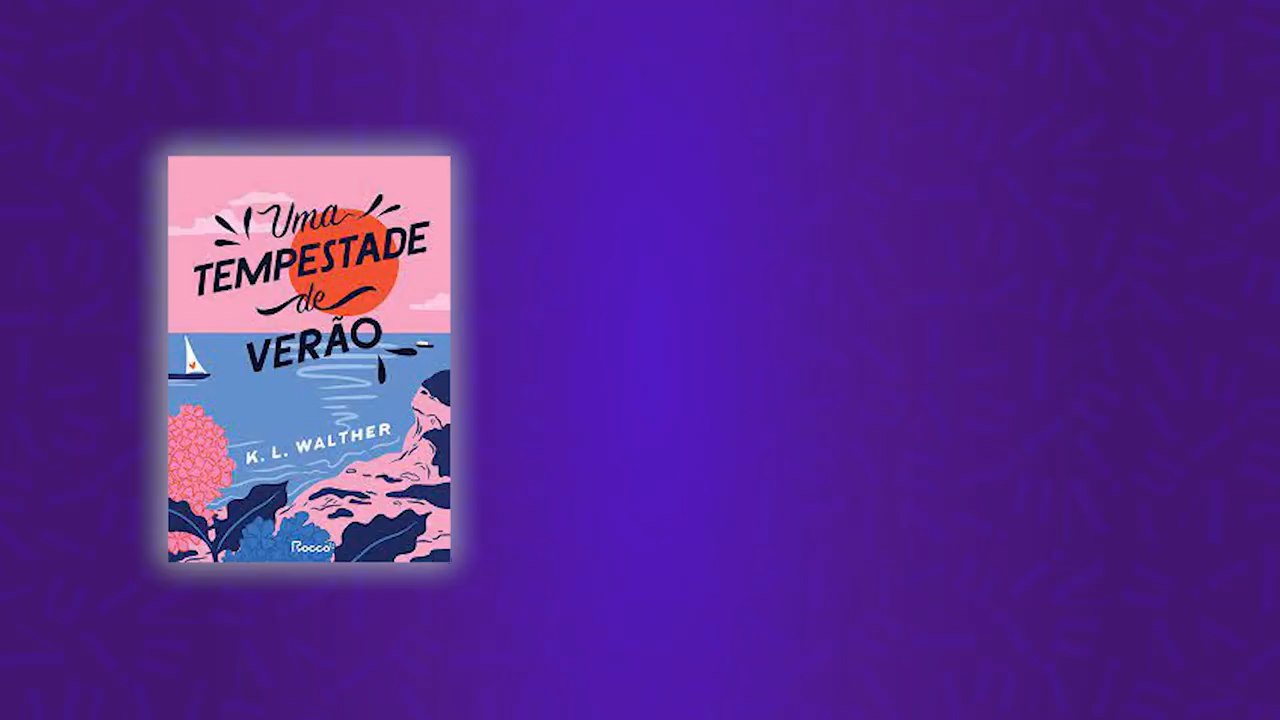 Uma
TEMPESTADE
de
VERÃO
K. L. WALTHER
Rocco